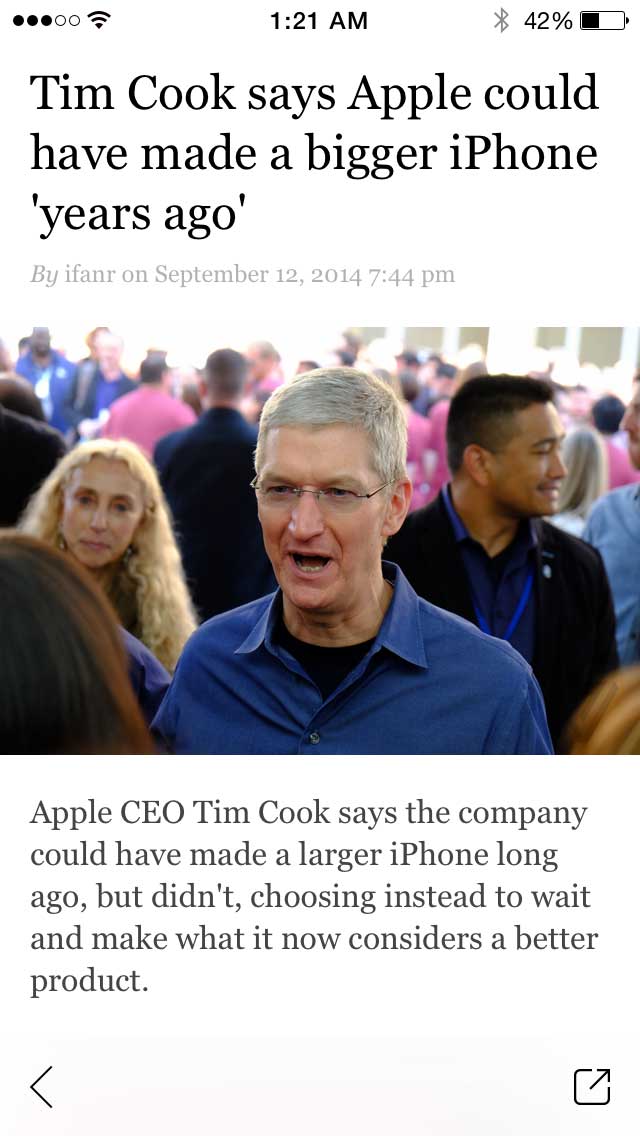 1:21 AM
42%
Tim Cook says Apple could
have made a bigger iPhone
'years ago'
By ifanr on September 12, 2014 7:44 pm
Apple CEO Tim Cook says the company
could have made a larger iPhone long
ago, but didn't, choosing instead to wait
and make what it now considers a better
product.